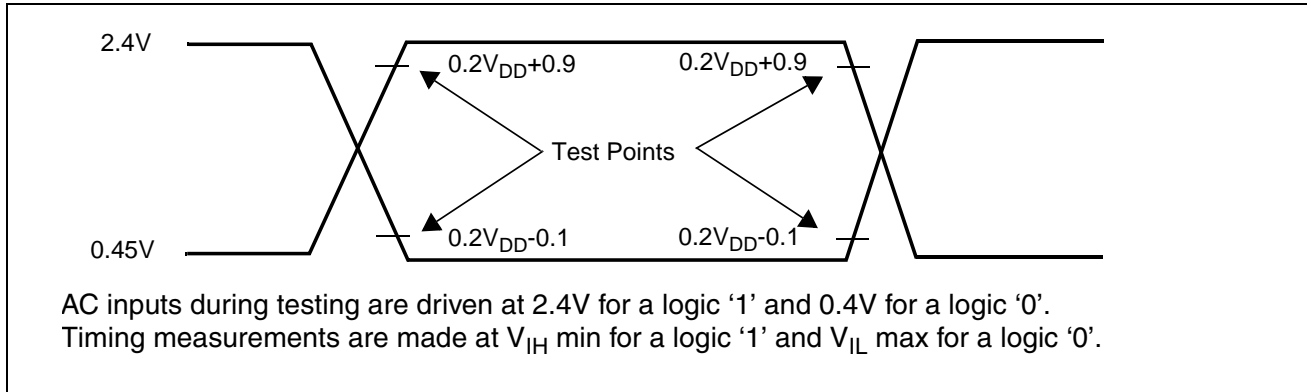 2.4V
0.2VDD+0.9 0.2VDD+0.9
Test Points
0.45V
0.2VDD-0.1 0.2VDD-0.1
AC inputs during testing are driven at 2.4V for a logic ‘1’ and 0.4V for a logic ‘0’.
Timing measurements are made at VIH min for a logic ‘1’ and VIL max for a logic ‘0’.